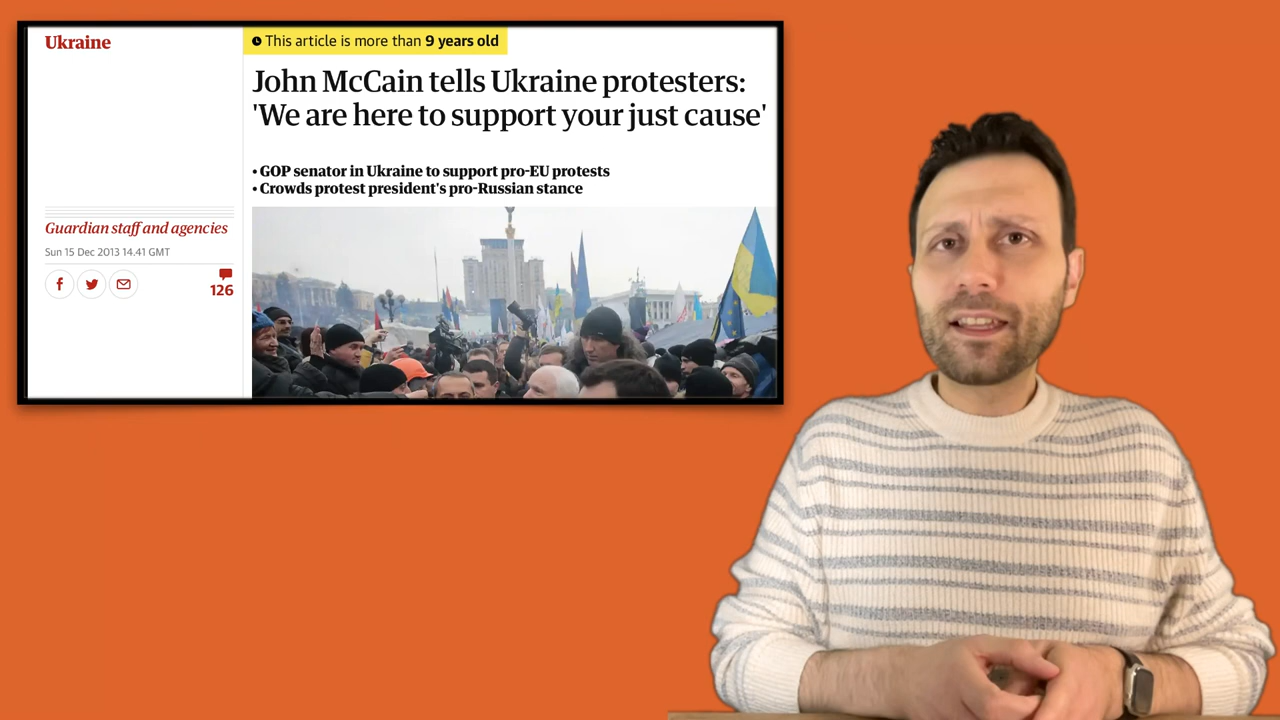 Ukraine
This article is more than 9 years old
John McCain tells Ukraine protesters:
'We are here to support your just cause'
• GOP senator in Ukraine to support pro-EU protests
• Crowds protest president's pro-Russian stance
Guardian staff and agencies
Sun 15 Dec 2013 14.41 GMT
126